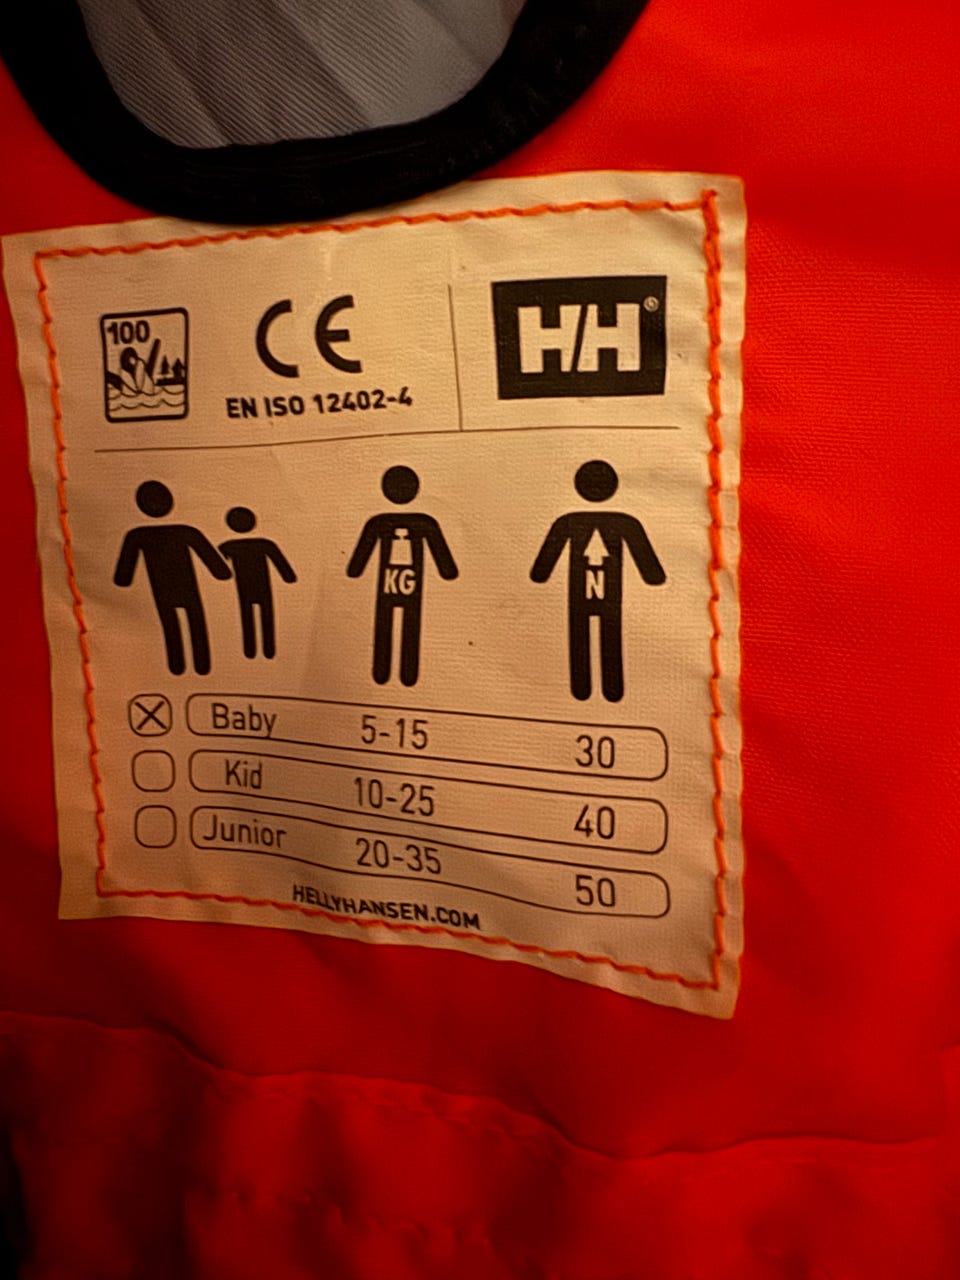 100
CE
EN ISO 12402-4
HH®
KG
N
Baby 5-15 30
Kid 10-25 40
Junior 20-35 50
HELLYHANSEN.COM